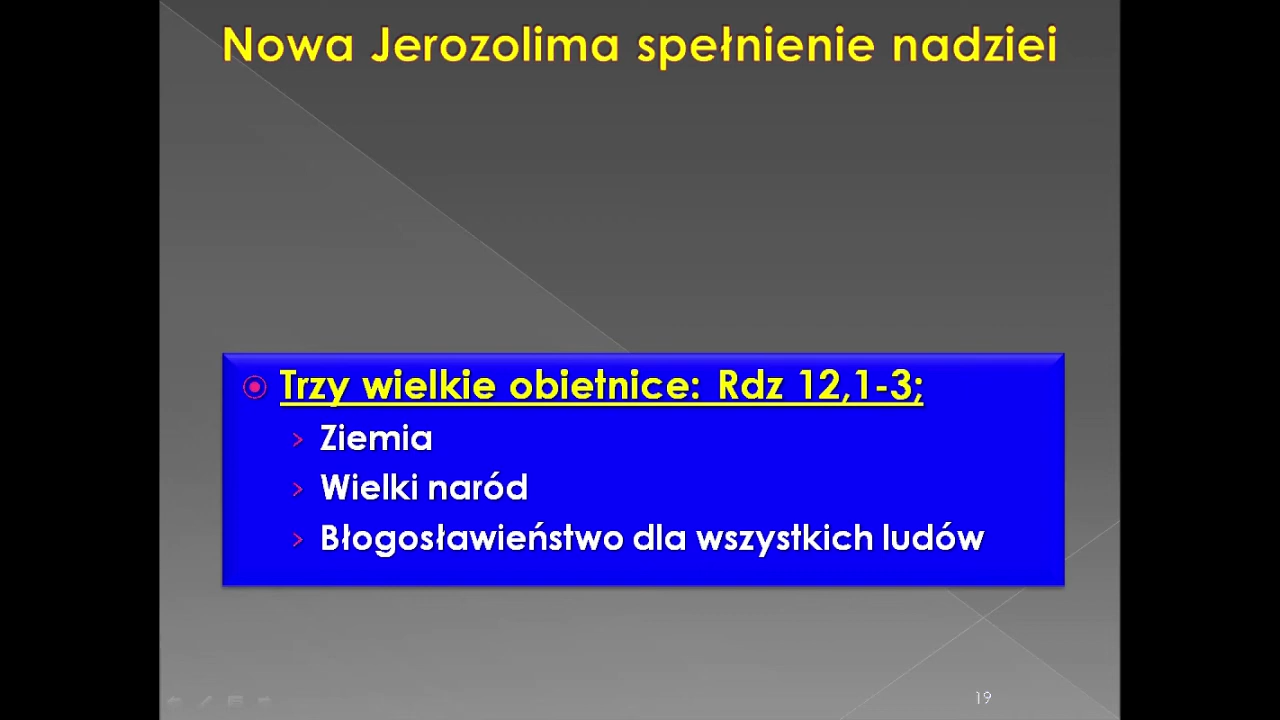 Nowa Jerozolima spełnienie nadziei
Trzy wielkie obietnice: Rdz 12,1-3;
Ziemia
Wielki naród
Błogosławieństwo dla wszystkich ludów
19